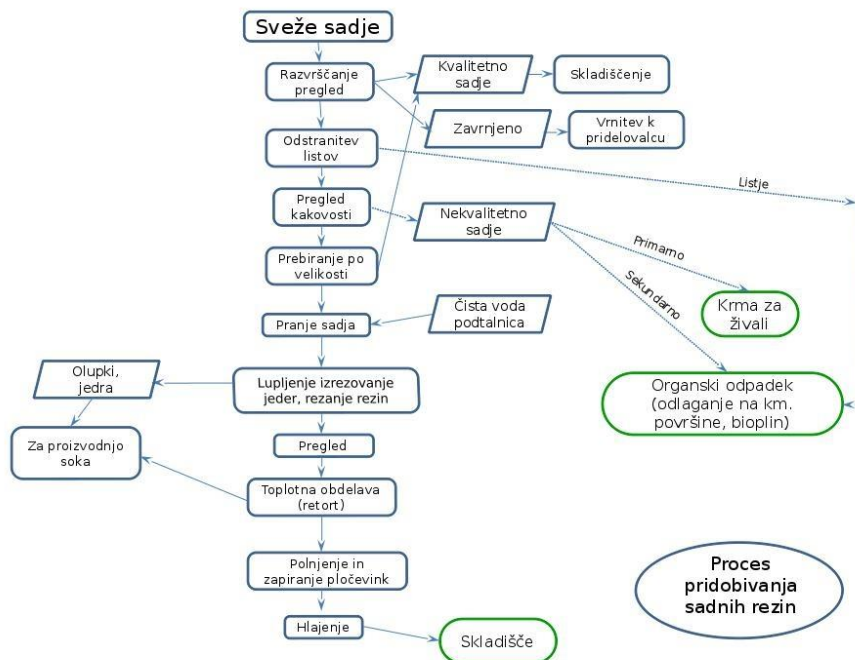 Sveže sadje
Razvrščanje
pregled
Kvalitetno
sadje
Skladiščenje
Zavrnjeno
Vrnitev k
pridelovalcu
Odstranitev
listov
Listje
Pregled
kakovosti
Nekvalitetno
sadje
Primarno
Sekundarno
Prebiranje po
velikosti
Krma za
živali
Čista voda
podtalnica
Pranje sadja
Olupki,
jedra
Lupljenje izrezovanje
jeder, rezanje rezin
Organski odpadek
(odlaganje na km.
površine, bioplin)
Za proizvodnjo
soka
Pregled
Toplotna obdelava
(retort)
Polnjenje in
zapiranje pločevink
Hlajenje
Skladišče
Proces
pridobivanja
sadnih rezin